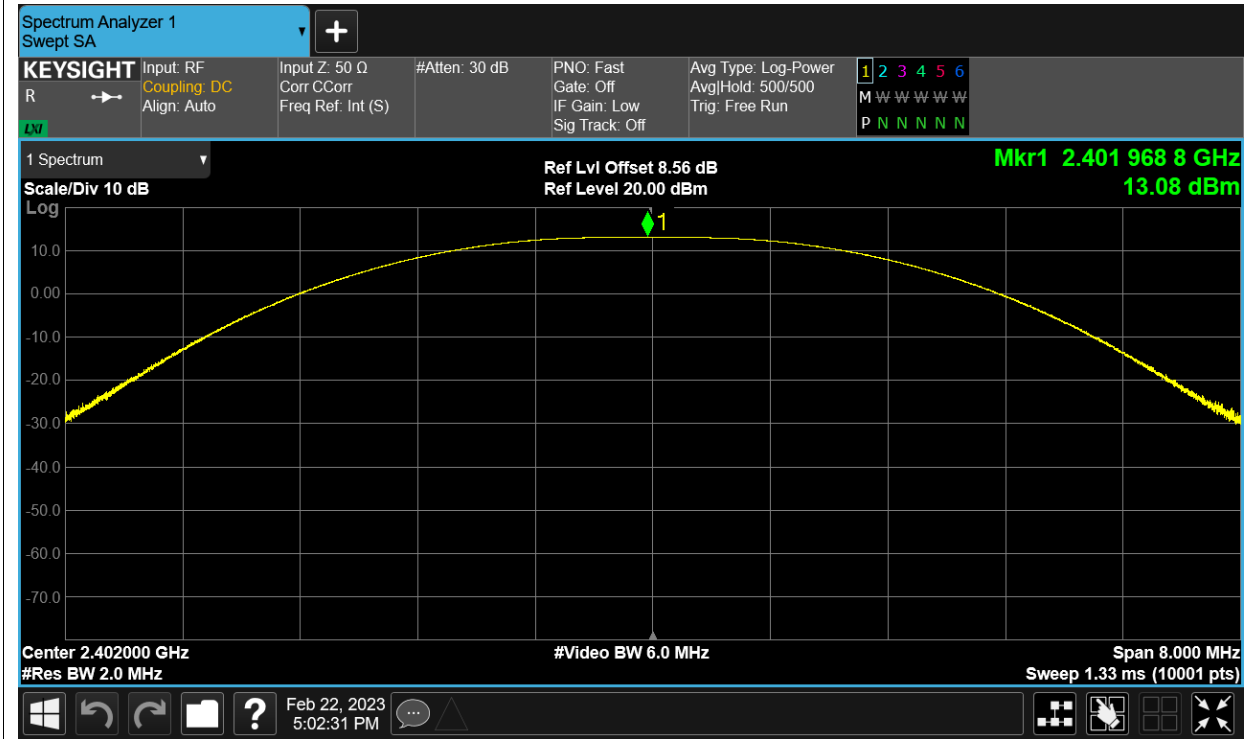 Spectrum Analyzer 1
Swept SA
+
KEYSIGHT
R
LXI
Input: RF
Coupling: DC
Align: Auto
Input Z: 50 Ω
Corr CCorr
Freq Ref: Int (S)
#Atten: 30 dB
PNO: Fast
Gate: Off
IF Gain: Low
Sig Track: Off
Avg Type: Log-Power
Avg|Hold: 500/500
Trig: Free Run
1 2 3 4 5 6
M W W W W W W
P N N N N N N
1 Spectrum
Scale/Div 10 dB
Log
Ref Lvl Offset 8.56 dB
Ref Level 20.00 dBm
Mkr1 2.401 968 8 GHz
13.08 dBm
1
10.0
0.00
-10.0
-20.0
-30.0
-40.0
-50.0
-60.0
-70.0
Center 2.402000 GHz
#Res BW 2.0 MHz
#Video BW 6.0 MHz
Span 8.000 MHz
Sweep 1.33 ms (10001 pts)
?
Feb 22, 2023
5:02:31 PM